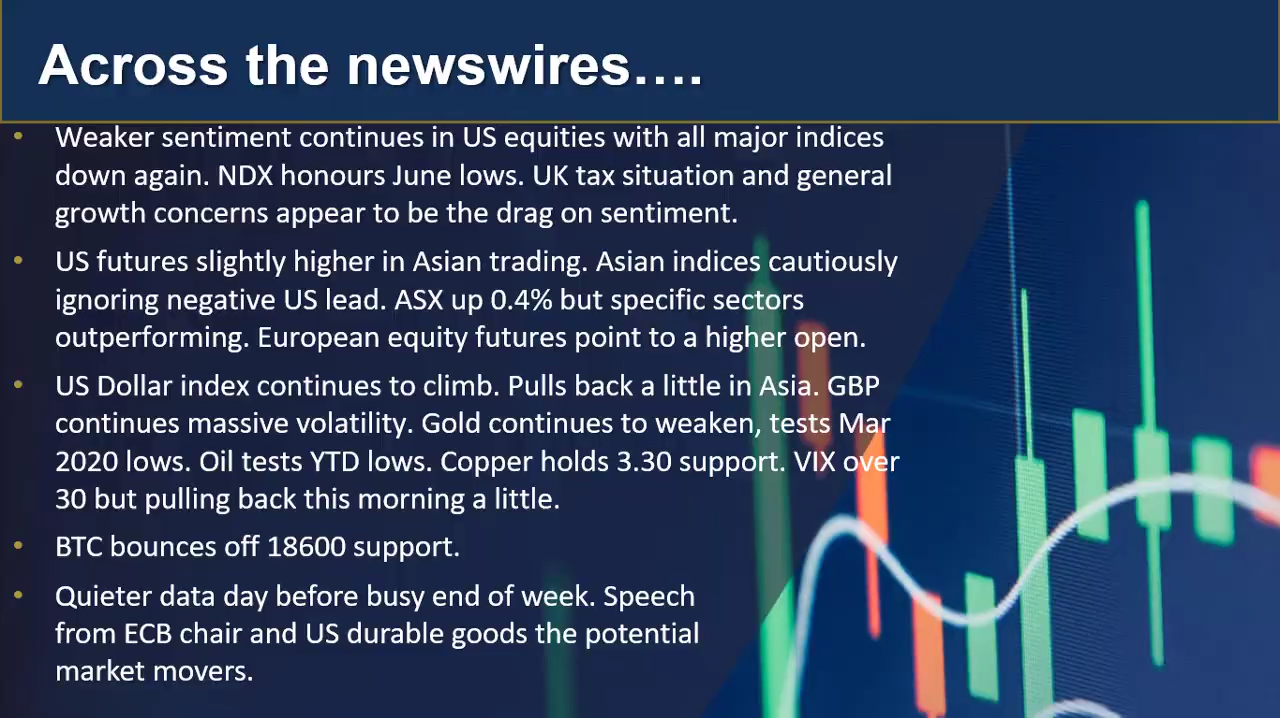 Across the newswires….
• Weaker sentiment continues in US equities with all major indices
down again. NDX honours June lows. UK tax situation and general
growth concerns appear to be the drag on sentiment.
• US futures slightly higher in Asian trading. Asian indices cautiously
ignoring negative US lead. ASX up 0.4% but specific sectors
outperforming. European equity futures point to a higher open.
• US Dollar index continues to climb. Pulls back a little in Asia. GBP
continues massive volatility. Gold continues to weaken, tests Mar
2020 lows. Oil tests YTD lows. Copper holds 3.30 support. VIX over
30 but pulling back this morning a little.
• BTC bounces off 18600 support.
• Quieter data day before busy end of week. Speech
from ECB chair and US durable goods the potential
market movers.